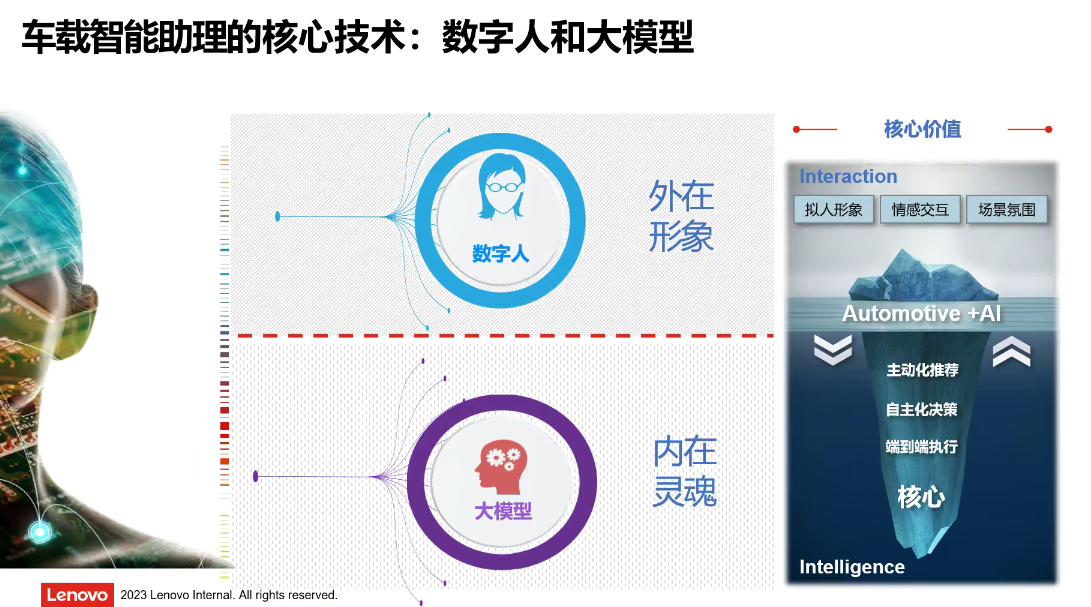 车载智能助理的核心技术：数字人和大模型
数字人
外在
形象
大模型
内在
灵魂
核心价值
Interaction
拟人形象
情感交互
场景氛围
Automotive +AI
主动化推荐
自主化决策
端到端执行
核心
Intelligence
Lenovo
2023 Lenovo Internal. All rights reserved.